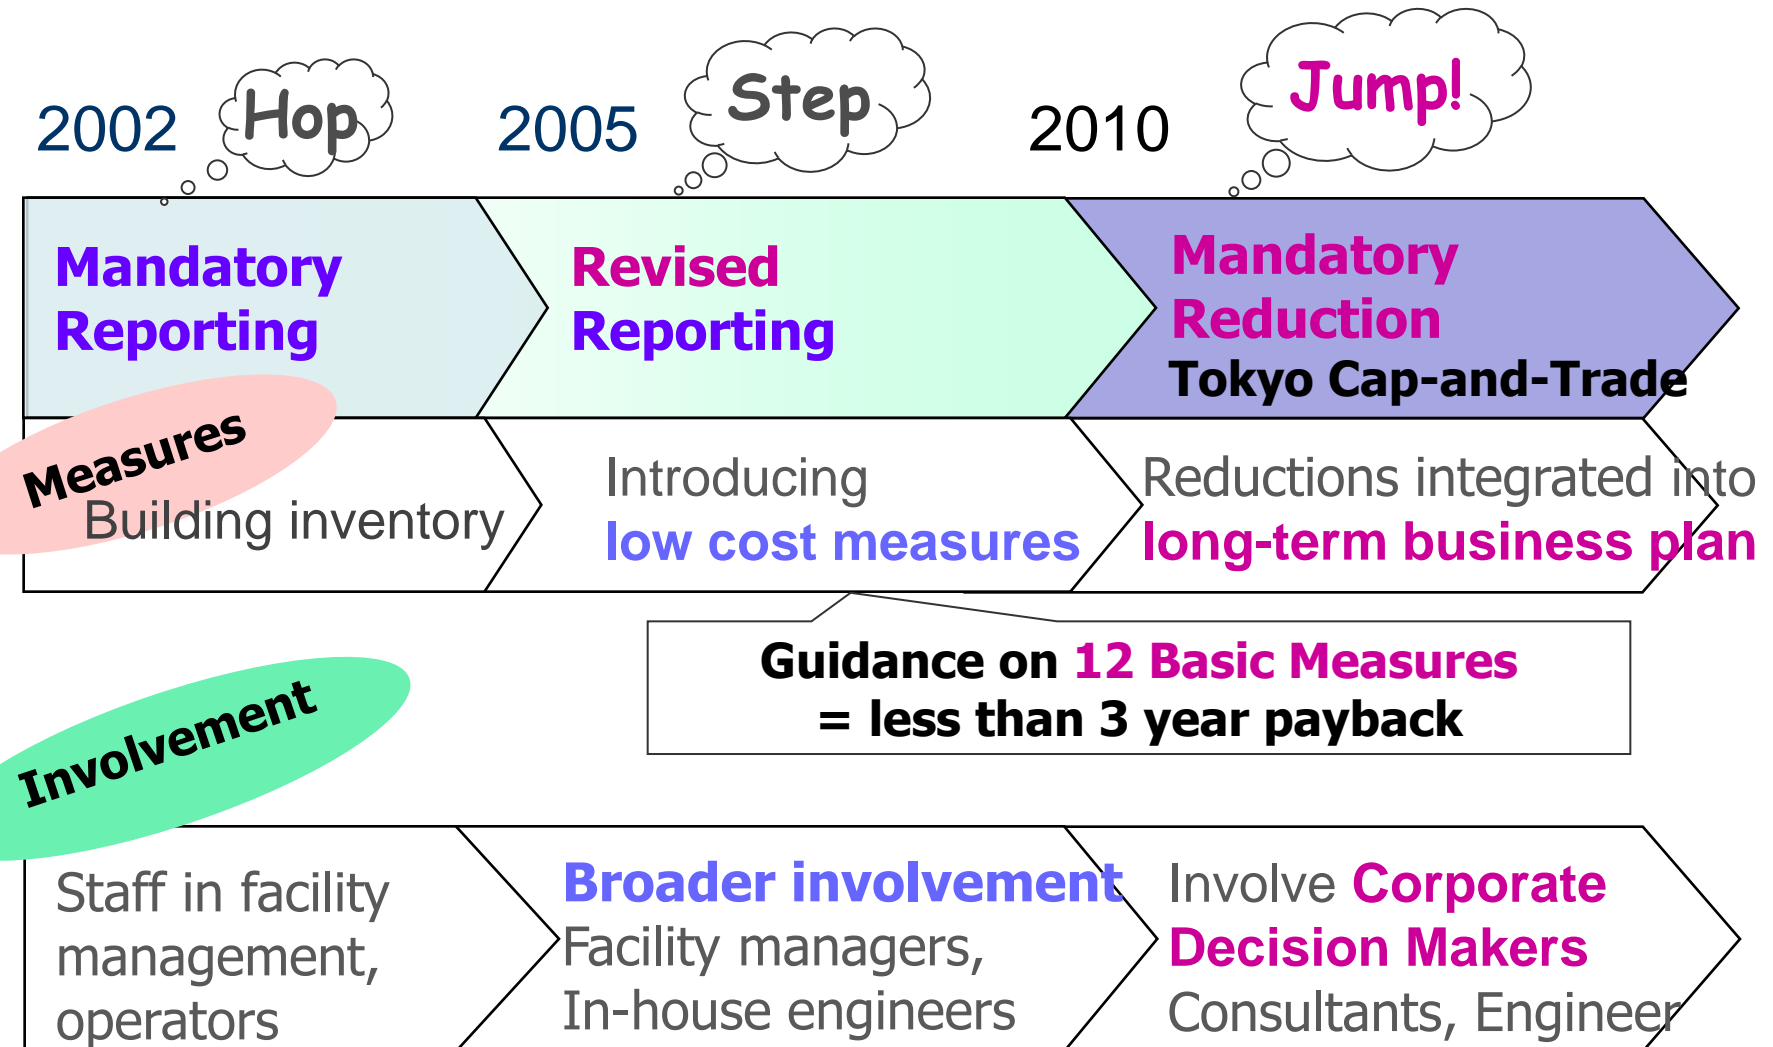 2002
Hop
2005
Step
2010
Jump!
Mandatory
Reporting
Revised
Reporting
Mandatory
Reduction
Tokyo Cap-and-Trade
Measures
Building inventory
Introducing
low cost measures
Reductions integrated into
long-term business plan
Guidance on 12 Basic Measures
= less than 3 year payback
Involvement
Staff in facility
management,
operators
Broader involvement
Facility managers,
In-house engineers
Involve Corporate
Decision Makers
Consultants, Engineer